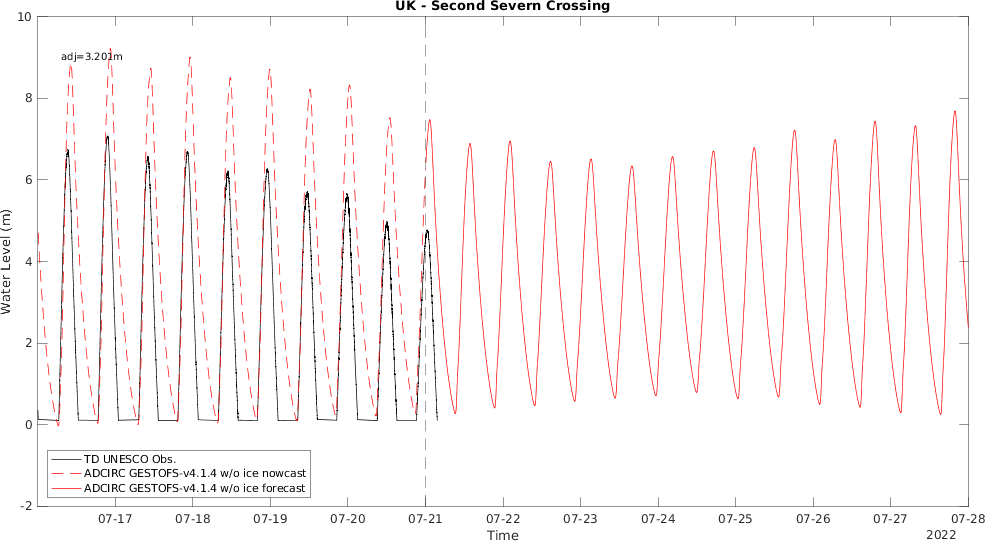 UK - Second Severn Crossing
10
8
6
4
2
0
-2
Water Level (m)
adj=3.201m
TD UNESCO Obs.
ADCIRC GESTOFS-v4.1.4 w/o ice nowcast
ADCIRC GESTOFS-v4.1.4 w/o ice forecast
07-17 07-18 07-19 07-20 07-21 07-22 07-23 07-24 07-25 07-26 07-27 07-28
Time
2022